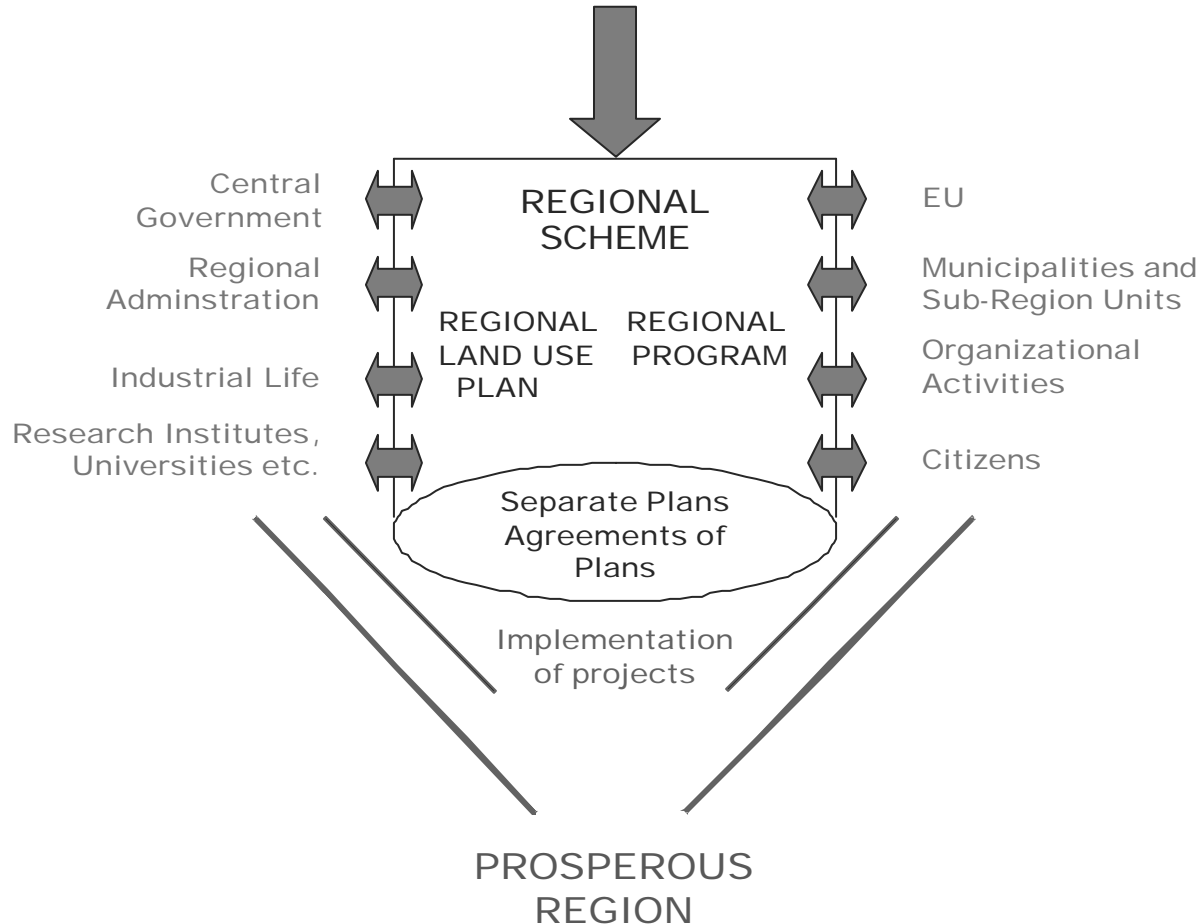 Central
Government
REGIONAL
SCHEME
EU
Regional
Adminstration
Municipalities and
Sub-Region Units
REGIONAL
LAND USE
PLAN
REGIONAL
PROGRAM
Industrial Life
Organizational
Activities
Research Institutes,
Universities etc.
Citizens
Separate Plans
Agreements of
Plans
Implementation
of projects
PROSPEROUS
REGION